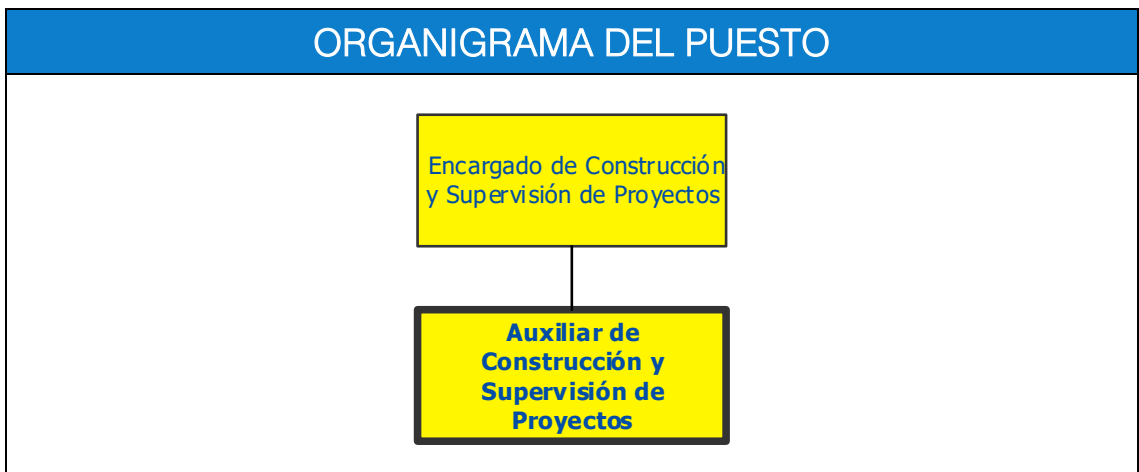 ORGANIGRAMA DEL PUESTO
Encargado de Construcción
y Supervisión de Proyectos
Auxiliar de
Construcción y
Supervisión de
Proyectos